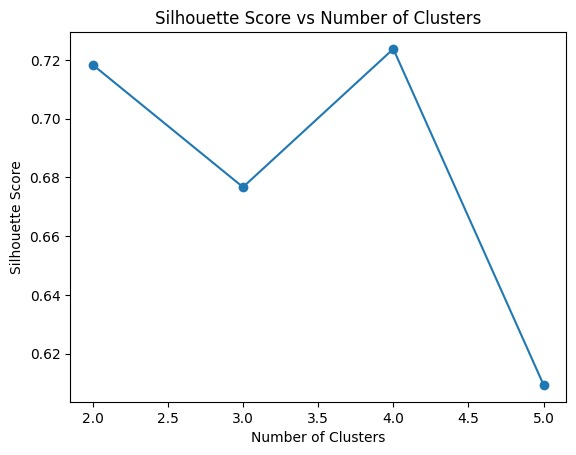 Silhouette Score vs Number of Clusters
Silhouette Score
0.72
0.70
0.68
0.66
0.64
0.62
2.0 2.5 3.0 3.5 4.0 4.5 5.0
Number of Clusters